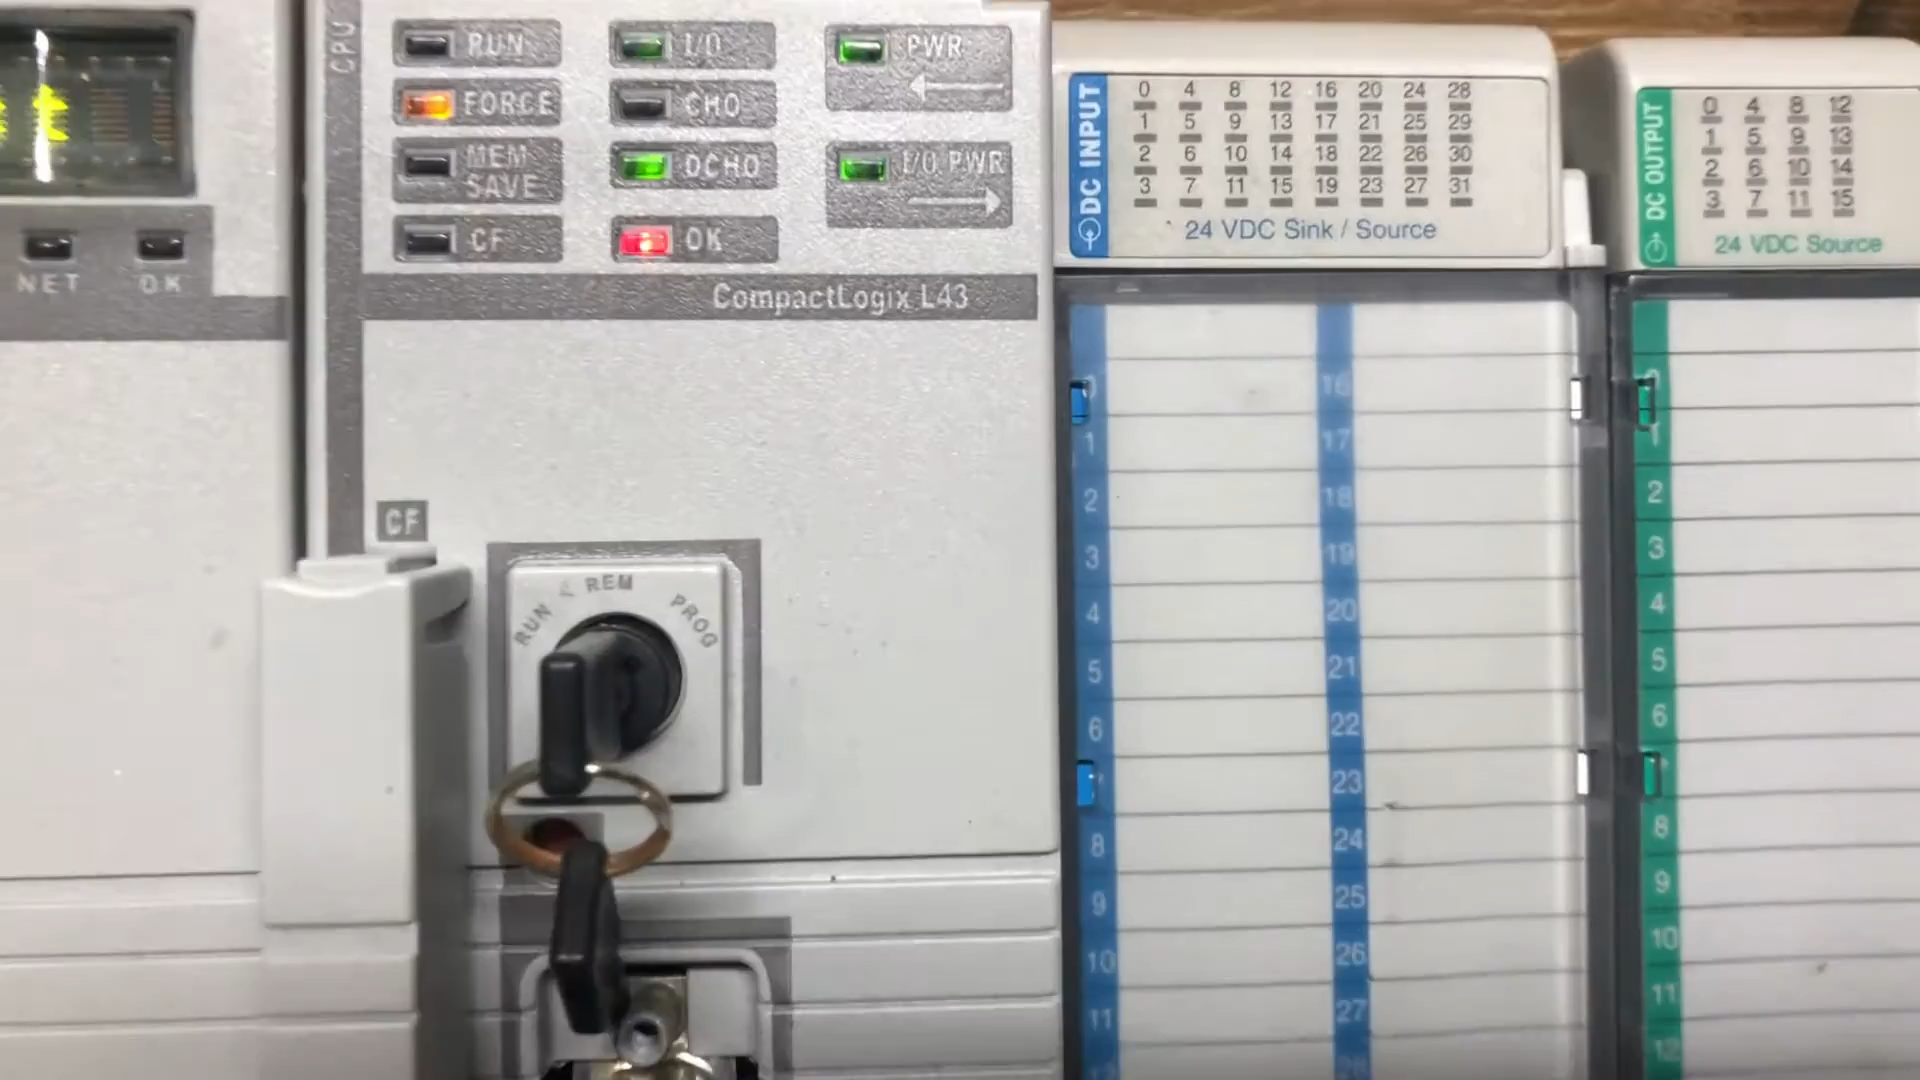 NET
OK
CPU
RUN
FORCE
MEM
SAVE
CF
I/O
CH0
DCH0
OK
PWR
I/O PWR
CompactLogix L43
CF
RUN REM PROG
DC INPUT
0 4 8 12 16 20 24 28
1 5 9 13 17 21 25 29
2 6 10 14 18 22 26 30
3 7 11 15 19 23 27 31
24 VDC Sink / Source
0 16
1 17
2 18
3 19
4 20
5 21
6 22
23
8 24
9 25
10 26
11 27
28
DC OUTPUT
0 4 8 12
1 5 9 13
2 6 10 14
3 7 11 15
24 VDC Source
1
2
3
4
5
6
8
9
10
11
12